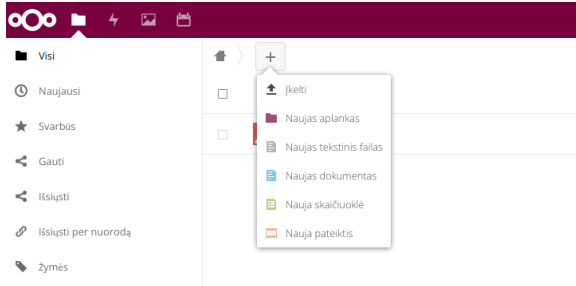 Visi
Naujausi
Svarbūs
Gauti
Išsiųsti
Išsiųsti per nuorodą
Žymės
Įkelti
Naujas aplankas
Naujas tekstinis failas
Naujas dokumentas
Nauja skaičiuoklė
Nauja pateiktis